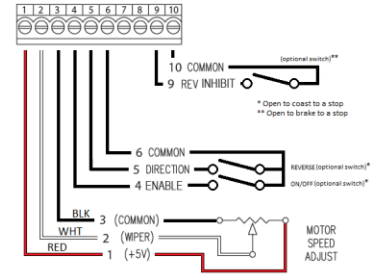 1 2 3 4 5 6 7 8 9 10
(optional switch)**
10 COMMON
9 REV INHIBIT
* Open to coast to a stop
** Open to brake to a stop
6 COMMON
5 DIRECTION
REVERSE (optional switch)*
4 ENABLE
ON/OFF (optional switch)*
BLK 3 (COMMON)
WHT 2 (WIPER)
RED 1 (+5V)
MOTOR
SPEED
ADJUST